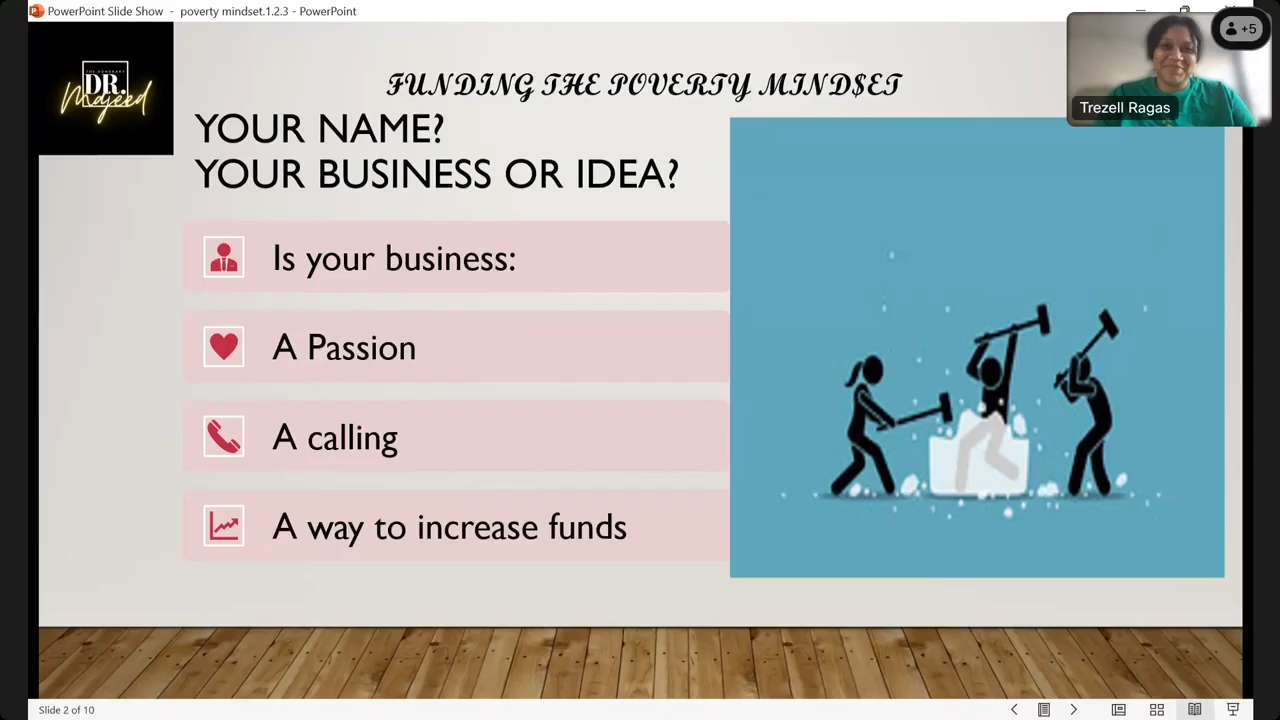 PowerPoint Slide Show - poverty mindset.1.2.3 - PowerPoint
+5
Trezell Ragas
DR.
Majeed
FUNDING THE POVERTY MIND$ET
YOUR NAME?
YOUR BUSINESS OR IDEA?
Is your business:
A Passion
A calling
A way to increase funds
Slide 2 of 10